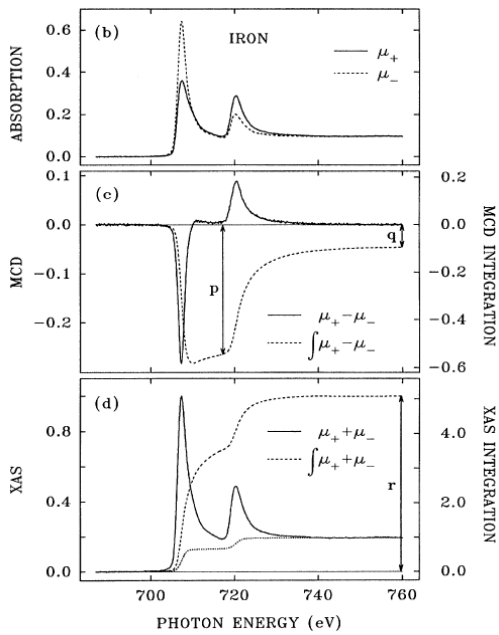 (b)
IRON
μ₊
μ₋
ABSORPTION
0.6
0.4
0.2
0.0
(c)
MCD
0.1
0.0
−0.1
−0.2
p
q
μ₊−μ₋
∫μ₊−μ₋
0.2
0.0
−0.2
−0.4
−0.6
MCD INTEGRATION
(d)
XAS
0.8
0.4
0.0
μ₊+μ₋
∫μ₊+μ₋
r
4.0
2.0
0.0
XAS INTEGRATION
700 720 740 760
PHOTON ENERGY (eV)